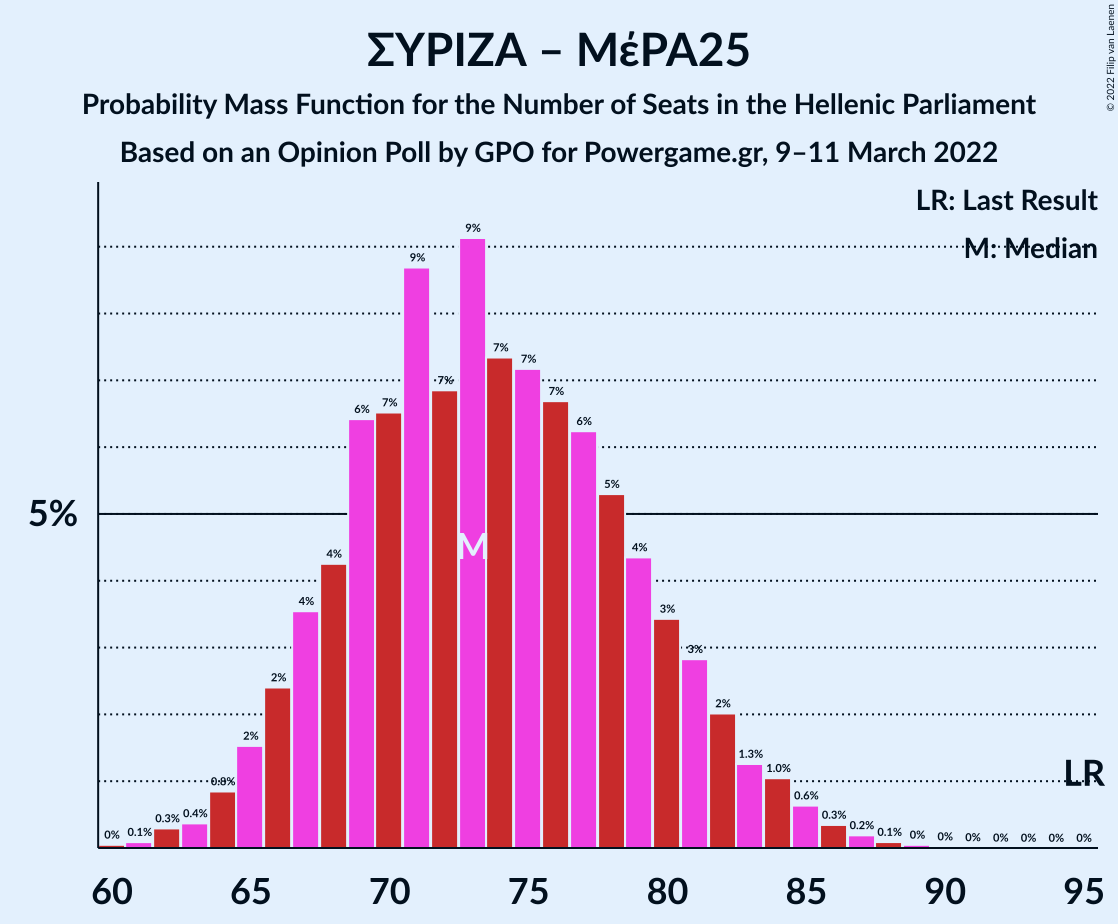 ΣΥΡΙΖΑ – ΜέΡΑ25
Probability Mass Function for the Number of Seats in the Hellenic Parliament
Based on an Opinion Poll by GPO for Powergame.gr, 9–11 March 2022
© 2022 Filip van Laenen
LR: Last Result
M: Median
5%
0% 0.1% 0.3% 0.4% 0.8% 2% 2% 4% 4% 6% 7% 9% 7% 9% 7% 7% 7% 6% 5% 4% 3% 3% 2% 1.3% 1.0% 0.6% 0.3% 0.2% 0.1% 0% 0% 0% 0% 0% 0% 0%
M
LR
60 65 70 75 80 85 90 95